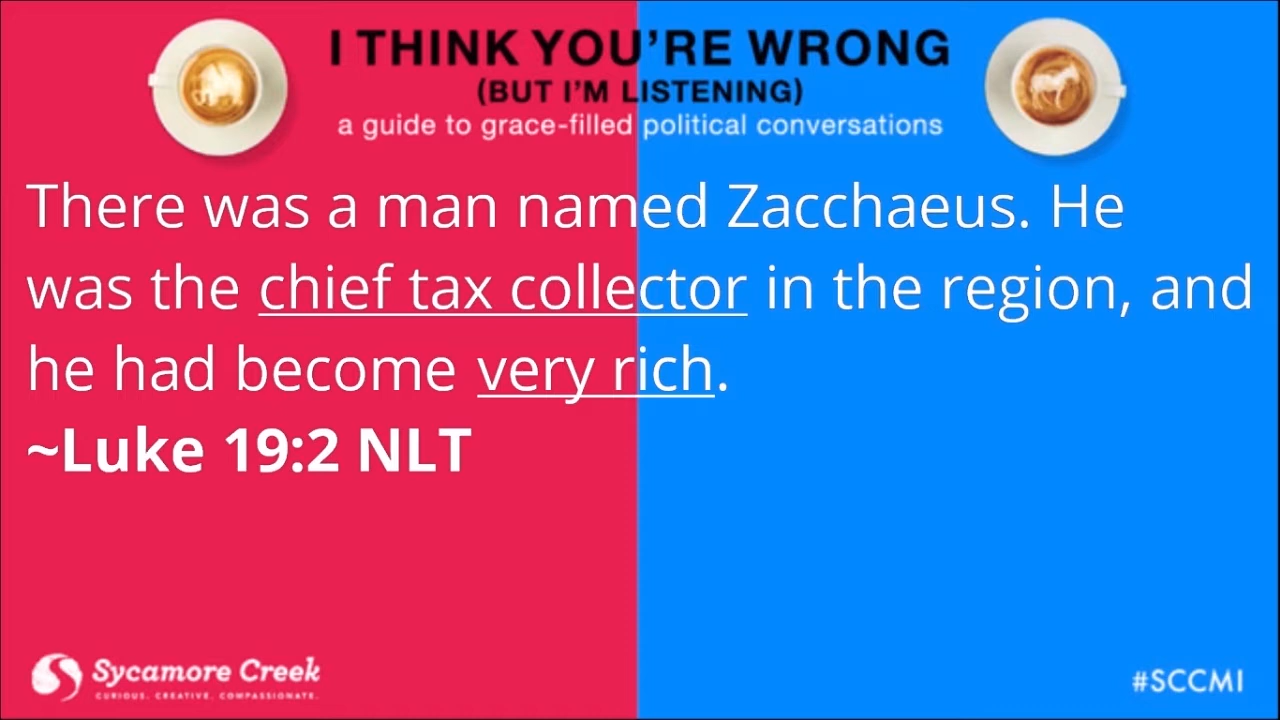 I THINK YOU'RE WRONG
(BUT I'M LISTENING)
a guide to grace-filled political conversations
There was a man named Zacchaeus. He
was the chief tax collector in the region, and
he had become very rich.
~Luke 19:2 NLT
Sycamore Creek
CURIOUS. CREATIVE. COMPASSIONATE.
#SCCMI